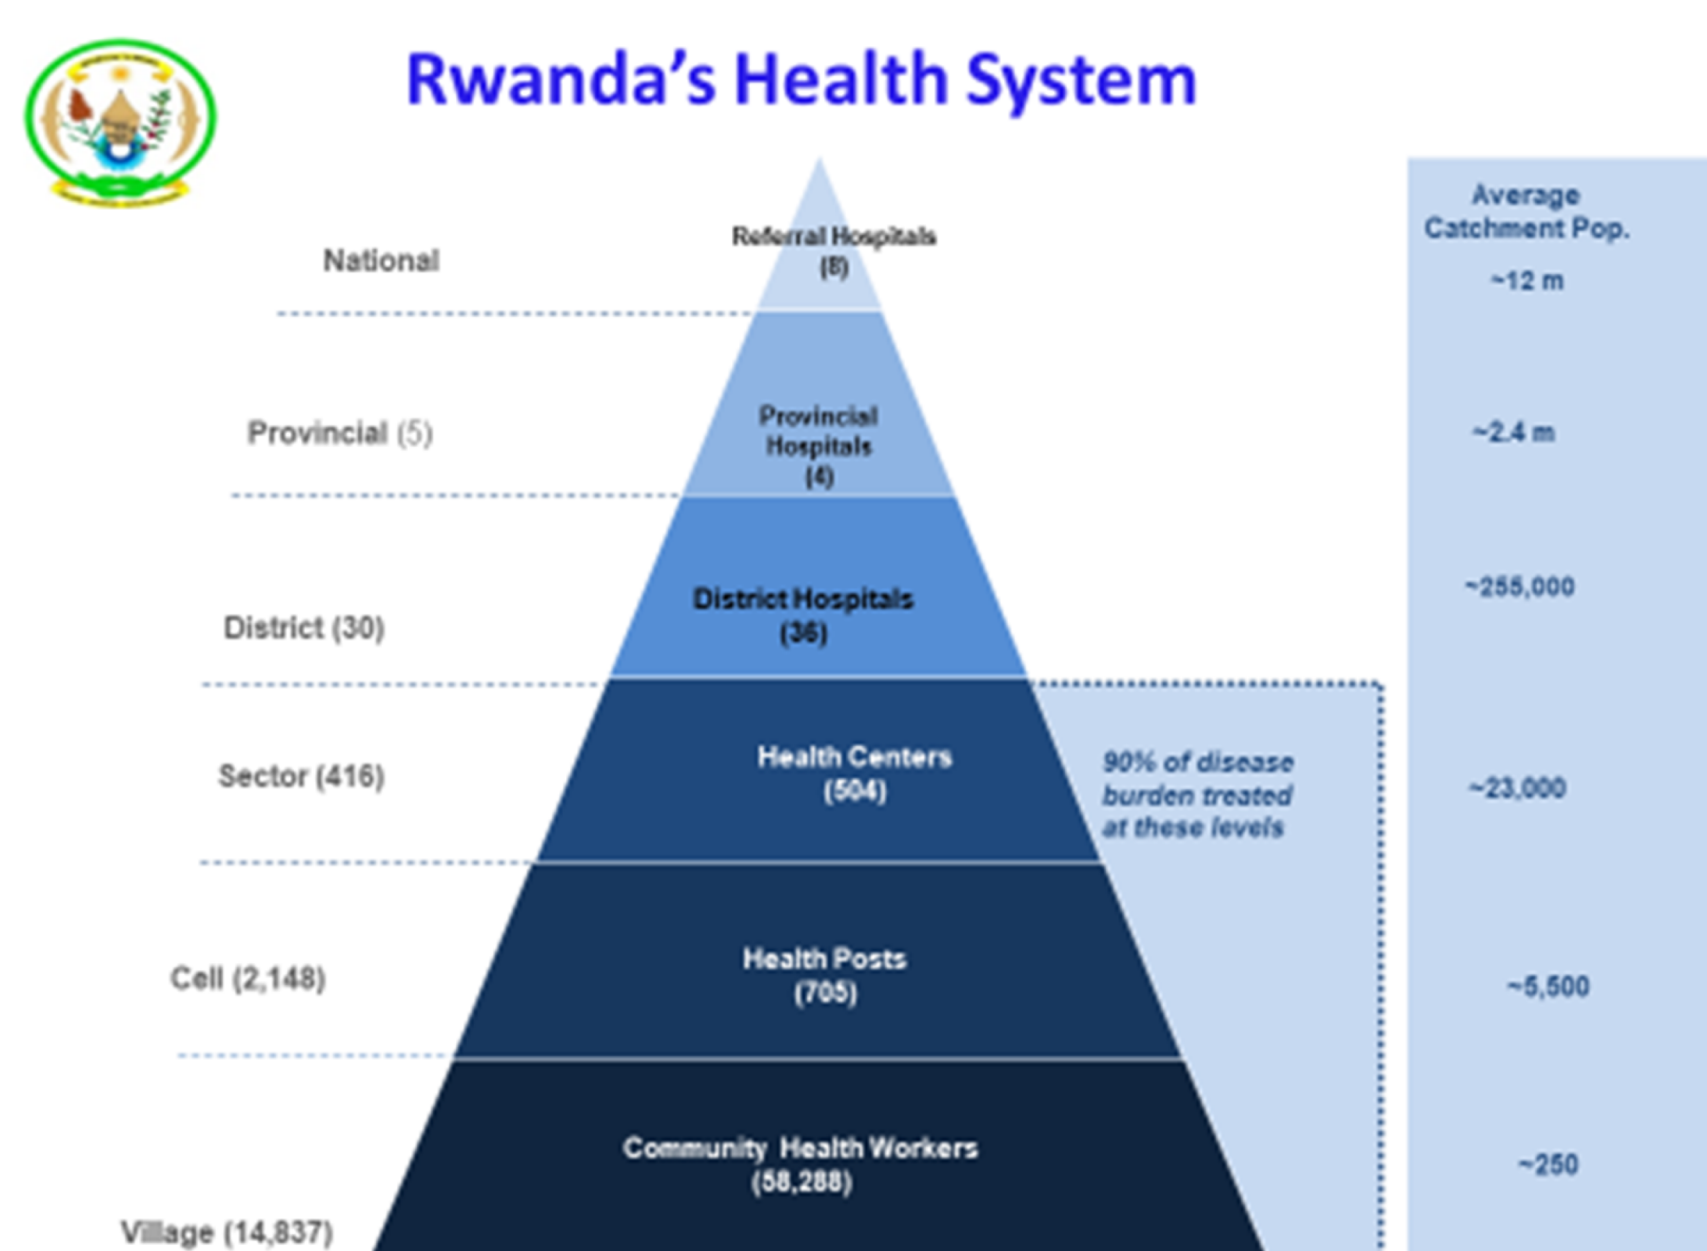 Rwanda’s Health System
Average
Catchment Pop.
National
Referral Hospitals
(8)
~12 m
Provincial (5)
Provincial
Hospitals
(4)
~2.4 m
District (30)
District Hospitals
(36)
~255,000
Sector (416)
Health Centers
(504)
90% of disease
burden treated
at these levels
~23,000
Cell (2,148)
Health Posts
(705)
~5,500
Village (14,837)
Community Health Workers
(58,288)
~250